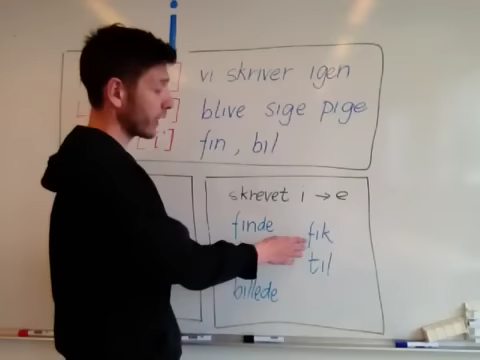 i
vi skriver igen
blive sige pige
[i] fin, bil
skrevet i → e
finde
fik
til
billede